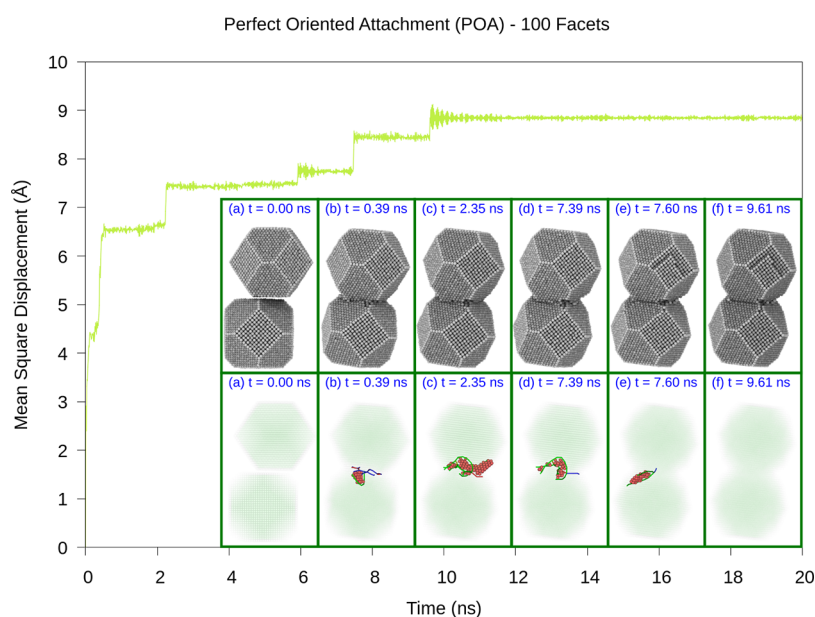 Perfect Oriented Attachment (POA) - 100 Facets
Mean Square Displacement (Å)
10
9
8
7
6
5
4
3
2
1
0
(a) t = 0.00 ns
(b) t = 0.39 ns
(c) t = 2.35 ns
(d) t = 7.39 ns
(e) t = 7.60 ns
(f) t = 9.61 ns
(a) t = 0.00 ns
(b) t = 0.39 ns
(c) t = 2.35 ns
(d) t = 7.39 ns
(e) t = 7.60 ns
(f) t = 9.61 ns
0 2 4 6 8 10 12 14 16 18 20
Time (ns)